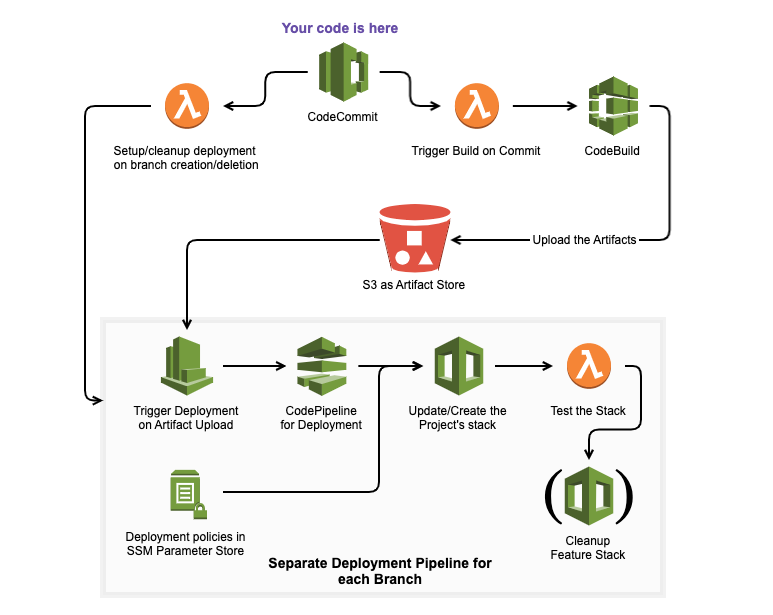 Your code is here
CodeCommit
Setup/cleanup deployment
on branch creation/deletion
Trigger Build on Commit
CodeBuild
Upload the Artifacts
S3 as Artifact Store
Trigger Deployment
on Artifact Upload
CodePipeline
for Deployment
Update/Create the
Project's stack
Test the Stack
Deployment policies in
SSM Parameter Store
Cleanup
Feature Stack
Separate Deployment Pipeline for
each Branch